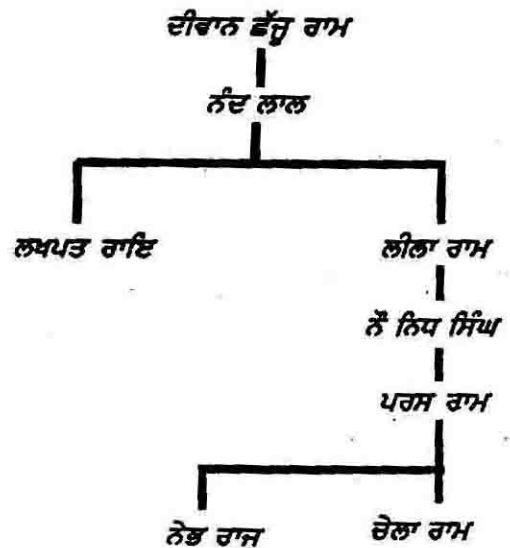 ਦੀਵਾਨ ਛੱਜੂ ਰਾਮ
ਨੰਦ ਲਾਲ
ਲਖਪਤ ਰਾਇ
ਲੀਲਾ ਰਾਮ
ਨੌ ਨਿਧ ਸਿੰਘ
ਪਰਸ ਰਾਮ
ਨੇਭ ਰਾਜ
ਚੇਲਾ ਰਾਮ